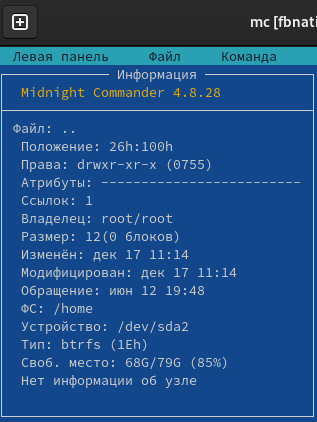 mc [fbnati
Левая панель Файл Команда
Информация
Midnight Commander 4.8.28
Файл: ..
Положение: 26h:100h
Права: drwxr-xr-x (0755)
Атрибуты: -------------------------
Ссылок: 1
Владелец: root/root
Размер: 12(0 блоков)
Изменён: дек 17 11:14
Модифицирован: дек 17 11:14
Обращение: июн 12 19:48
ФС: /home
Устройство: /dev/sda2
Тип: btrfs (1Eh)
Своб. место: 68G/79G (85%)
Нет информации об узле